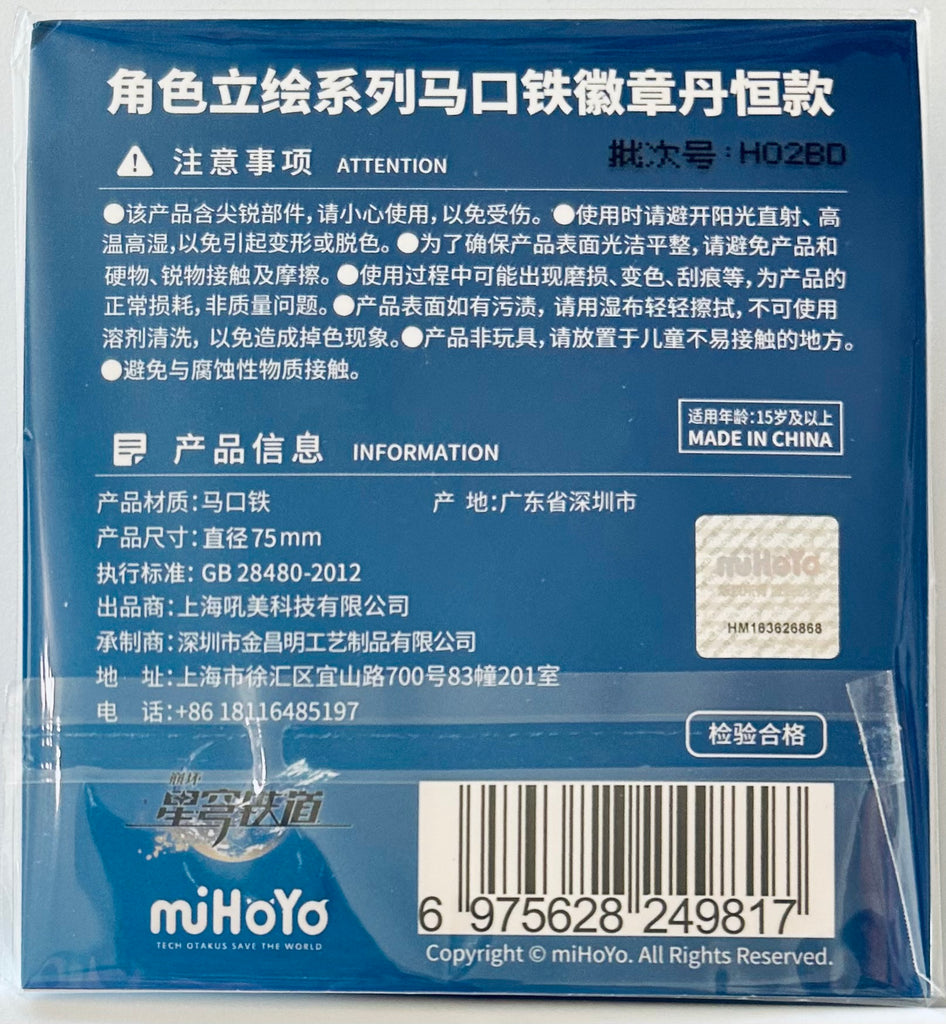 角色立绘系列马口铁徽章丹恒款
注意事项 ATTENTION
批次号:H02BD
●该产品含尖锐部件,请小心使用,以免受伤。●使用时请避开阳光直射、高
温高湿,以免引起变形或脱色。●为了确保产品表面光洁平整,请避免产品和
硬物、锐物接触及摩擦。●使用过程中可能出现磨损、变色、刮痕等,为产品的
正常损耗,非质量问题。●产品表面如有污渍,请用湿布轻轻擦拭,不可使用
溶剂清洗,以免造成掉色现象。●产品非玩具,请放置于儿童不易接触的地方。
●避免与腐蚀性物质接触。
适用年龄:15岁及以上
MADE IN CHINA
产品信息 INFORMATION
产品材质:马口铁 产 地:广东省深圳市
产品尺寸:直径75mm
执行标准: GB 28480-2012
出品商:上海吼美科技有限公司
承制商:深圳市金昌明工艺制品有限公司
地 址:上海市徐汇区宜山路700号83幢201室
电 话:+86 18116485197
miHoYo
HM163626868
检验合格
崩坏
星穹铁道
miHoYo
TECH OTAKUS SAVE THE WORLD
6 975628 249817
Copyright © miHoYo. All Rights Reserved.